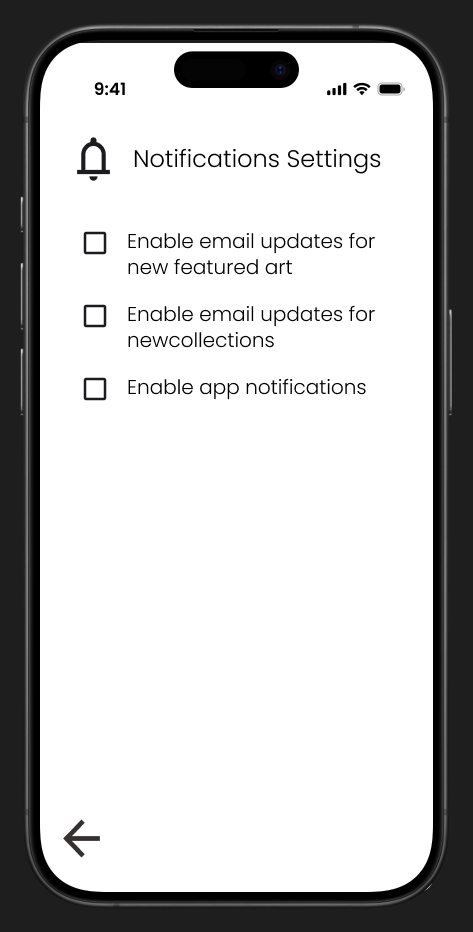 9:41
Notifications Settings
Enable email updates for
new featured art
Enable email updates for
newcollections
Enable app notifications